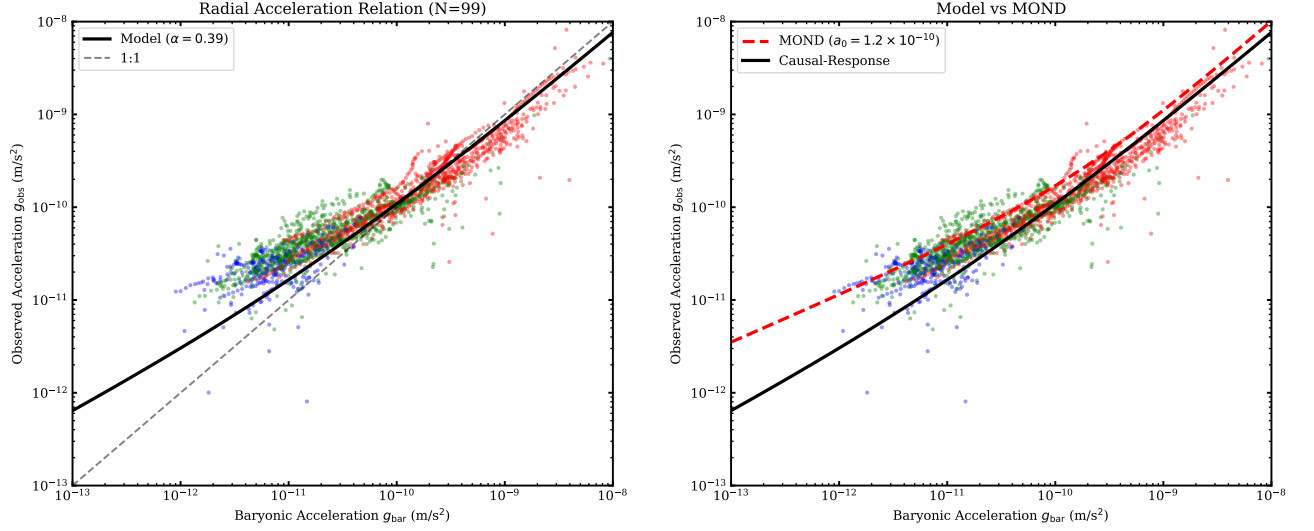 Radial Acceleration Relation (N=99)
Model (α = 0.39)
1:1
Observed Acceleration g_obs (m/s²)
10⁻⁸
10⁻⁹
10⁻¹⁰
10⁻¹¹
10⁻¹²
10⁻¹³
10⁻¹³
10⁻¹²
10⁻¹¹
10⁻¹⁰
10⁻⁹
10⁻⁸
Baryonic Acceleration g_bar (m/s²)
Model vs MOND
MOND (a₀ = 1.2 × 10⁻¹⁰)
Causal-Response
Observed Acceleration g_obs (m/s²)
10⁻⁸
10⁻⁹
10⁻¹⁰
10⁻¹¹
10⁻¹²
10⁻¹³
10⁻¹³
10⁻¹²
10⁻¹¹
10⁻¹⁰
10⁻⁹
10⁻⁸
Baryonic Acceleration g_bar (m/s²)